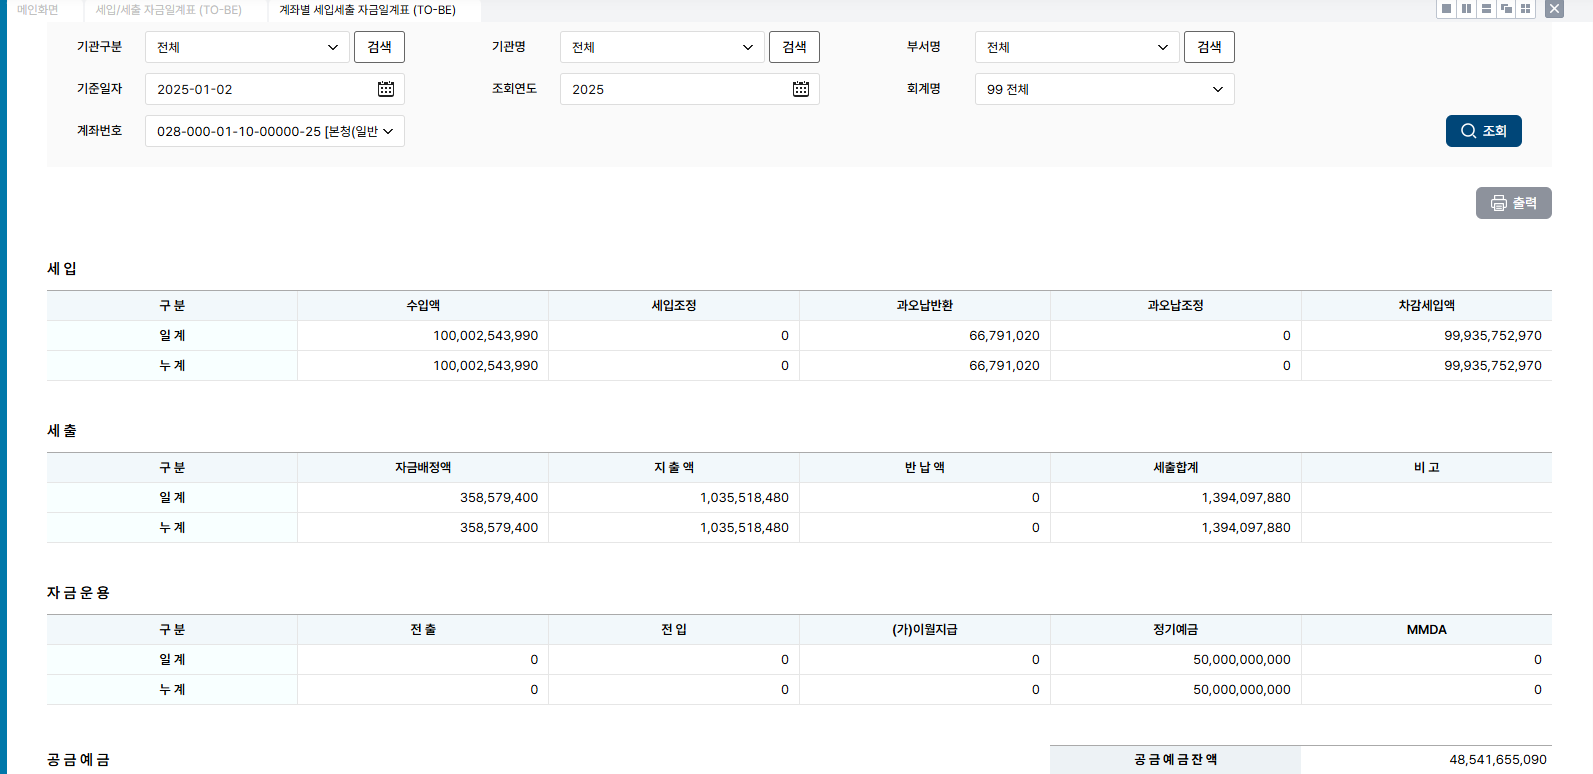 메인화면 세입/세출 자금일계표 (TO-BE) 계좌별 세입세출 자금일계표 (TO-BE)
기관구분 전체 검색 기관명 전체 검색 부서명 전체 검색
기준일자 2025-01-02 조회연도 2025 회계명 99 전체
계좌번호 028-000-01-10-00000-25 [본청(일반 조회
출력
세 입
구 분 수입액 세입조정 과오납반환 과오납조정 차감세입액
일 계 100,002,543,990 0 66,791,020 0 99,935,752,970
누 계 100,002,543,990 0 66,791,020 0 99,935,752,970
세 출
구 분 자금배정액 지 출 액 반 납 액 세출합계 비 고
일 계 358,579,400 1,035,518,480 0 1,394,097,880
누 계 358,579,400 1,035,518,480 0 1,394,097,880
자 금 운 용
구 분 전 출 전 입 (가)이월지급 정기예금 MMDA
일 계 0 0 0 50,000,000,000 0
누 계 0 0 0 50,000,000,000 0
공 금 예 금 공 금 예 금 잔 액 48,541,655,090